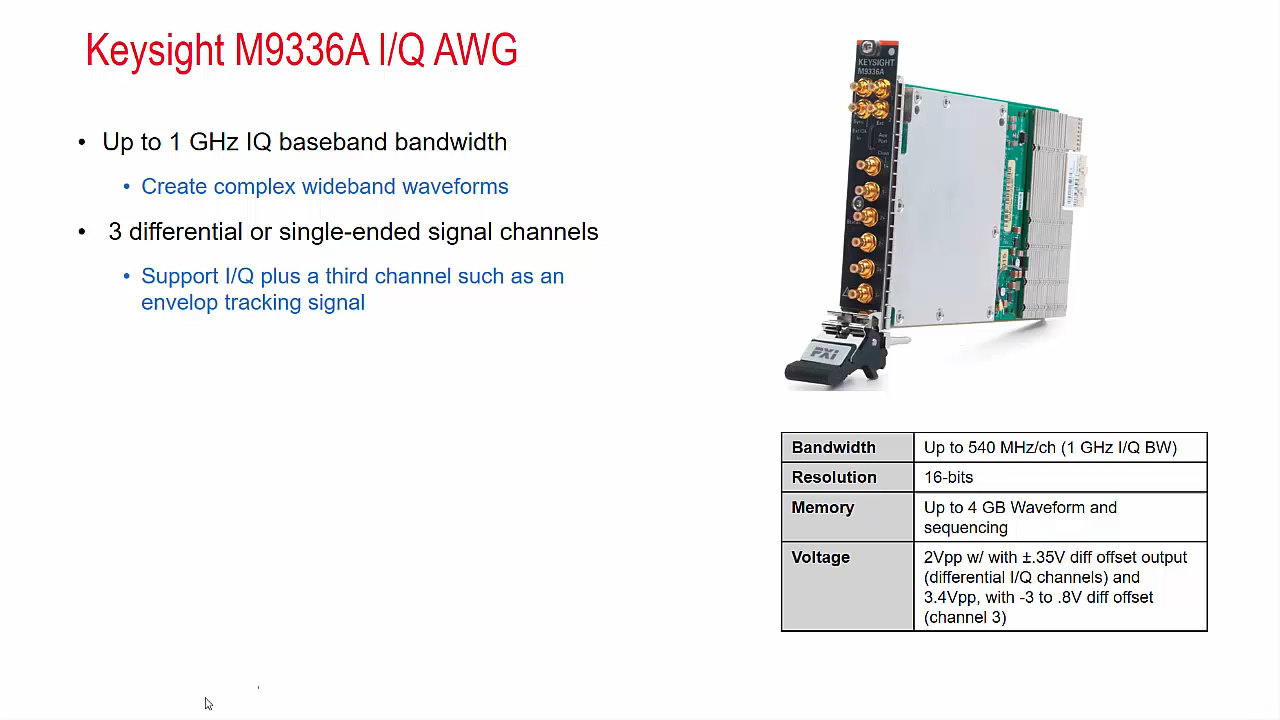 Keysight M9336A I/Q AWG
• Up to 1 GHz IQ baseband bandwidth
• Create complex wideband waveforms
• 3 differential or single-ended signal channels
• Support I/Q plus a third channel such as an
envelop tracking signal
KEYSIGHT
M9336A
PXI
Bandwidth Up to 540 MHz/ch (1 GHz I/Q BW)
Resolution 16-bits
Memory Up to 4 GB Waveform and
sequencing
Voltage 2Vpp w/ with ±.35V diff offset output
(differential I/Q channels) and
3.4Vpp, with -3 to .8V diff offset
(channel 3)